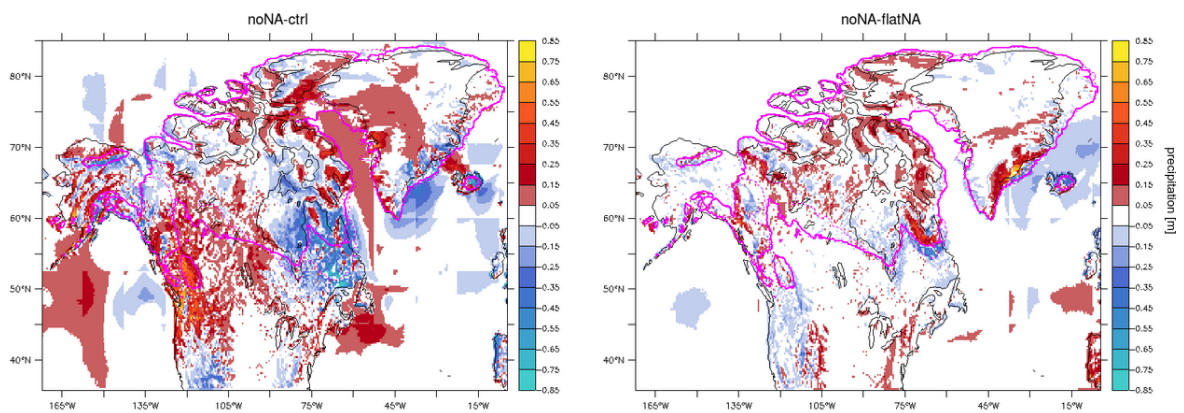 noNA-ctrl
noNA-flatNA
80°N
70°N
60°N
50°N
40°N
165°W
135°W
105°W
75°W
45°W
15°W
0.85
0.75
0.65
0.55
0.45
0.35
0.25
0.15
0.05
−0.05
−0.15
−0.25
−0.35
−0.45
−0.55
−0.65
−0.75
−0.85
80°N
70°N
60°N
50°N
40°N
165°W
135°W
105°W
75°W
45°W
15°W
0.85
0.75
0.65
0.55
0.45
0.35
0.25
0.15
0.05
−0.05
−0.15
−0.25
−0.35
−0.45
−0.55
−0.65
−0.75
−0.85
precipitation [m]